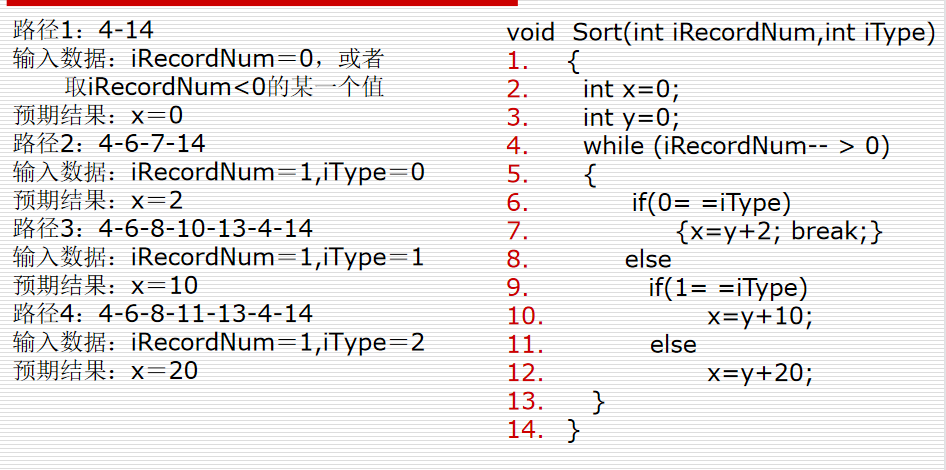 路径1：4-14
输入数据：iRecordNum＝0，或者
取iRecordNum<0的某一个值
预期结果：x＝0
路径2：4-6-7-14
输入数据：iRecordNum＝1,iType＝0
预期结果：x＝2
路径3：4-6-8-10-13-4-14
输入数据：iRecordNum＝1,iType＝1
预期结果：x＝10
路径4：4-6-8-11-13-4-14
输入数据：iRecordNum＝1,iType＝2
预期结果：x＝20
void Sort(int iRecordNum,int iType)
1. {
2. int x=0;
3. int y=0;
4. while (iRecordNum-- > 0)
5. {
6. if(0= =iType)
7. {x=y+2; break;}
8. else
9. if(1= =iType)
10. x=y+10;
11. else
12. x=y+20;
13. }
14. }